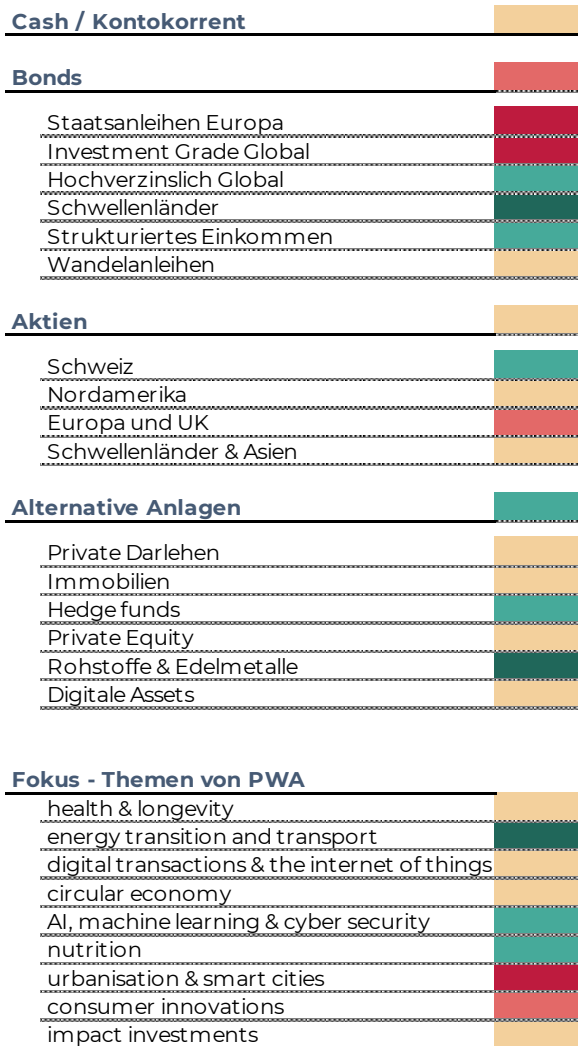 Cash / Kontokorrent
Bonds
Staatsanleihen Europa
Investment Grade Global
Hochverzinslich Global
Schwellenländer
Strukturiertes Einkommen
Wandelanleihen
Aktien
Schweiz
Nordamerika
Europa und UK
Schwellenländer & Asien
Alternative Anlagen
Private Darlehen
Immobilien
Hedge funds
Private Equity
Rohstoffe & Edelmetalle
Digitale Assets
Fokus - Themen von PWA
health & longevity
energy transition and transport
digital transactions & the internet of things
circular economy
AI, machine learning & cyber security
nutrition
urbanisation & smart cities
consumer innovations
impact investments